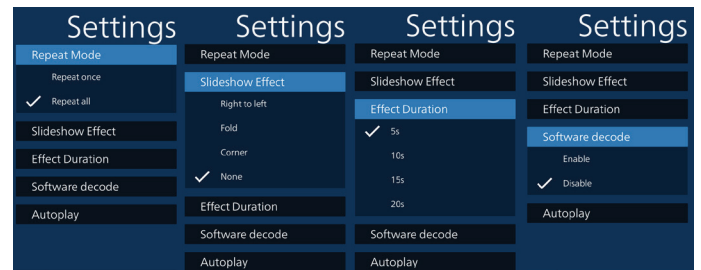 Settings
Repeat Mode
Repeat once
Repeat all
Slideshow Effect
Effect Duration
Software decode
Autoplay
Settings
Repeat Mode
Slideshow Effect
Right to left
Fold
Corner
None
Effect Duration
Software decode
Autoplay
Settings
Repeat Mode
Slideshow Effect
Effect Duration
5s
10s
15s
20s
Software decode
Autoplay
Settings
Repeat Mode
Slideshow Effect
Effect Duration
Software decode
Enable
Disable
Autoplay